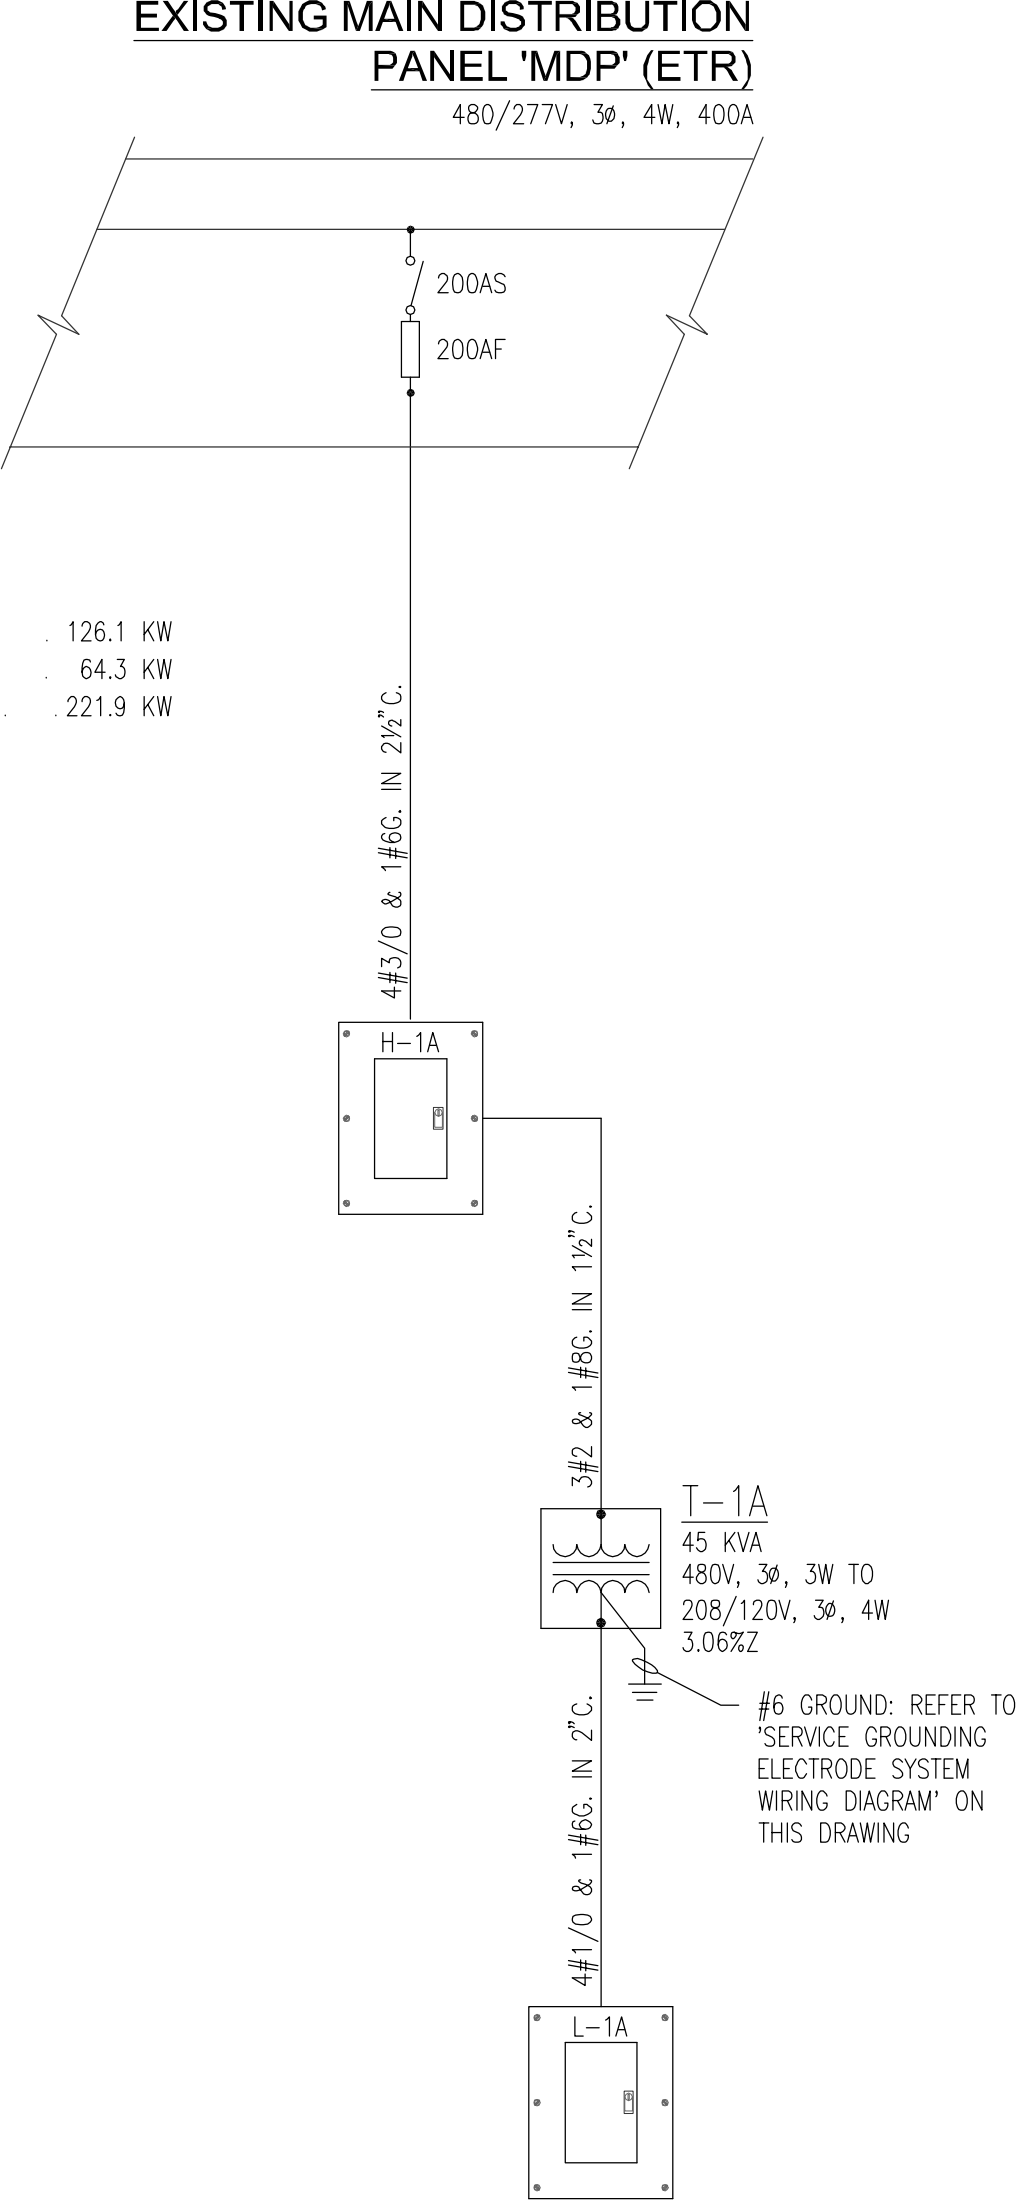 EXISTING MAIN DISTRIBUTION
PANEL 'MDP' (ETR)
480/277V, 3ø, 4W, 400A
200AS
200AF
. 126.1 KW
. 64.3 KW
. . 221.9 KW
4#3/0 & 1#6G. IN 2½"C.
H-1A
3#2 & 1#8G. IN 1½"C.
T-1A
45 KVA
480V, 3ø, 3W TO
208/120V, 3ø, 4W
3.06%Z
#6 GROUND: REFER TO
'SERVICE GROUNDING
ELECTRODE SYSTEM
WIRING DIAGRAM' ON
THIS DRAWING
4#1/0 & 1#6G. IN 2"C.
L-1A